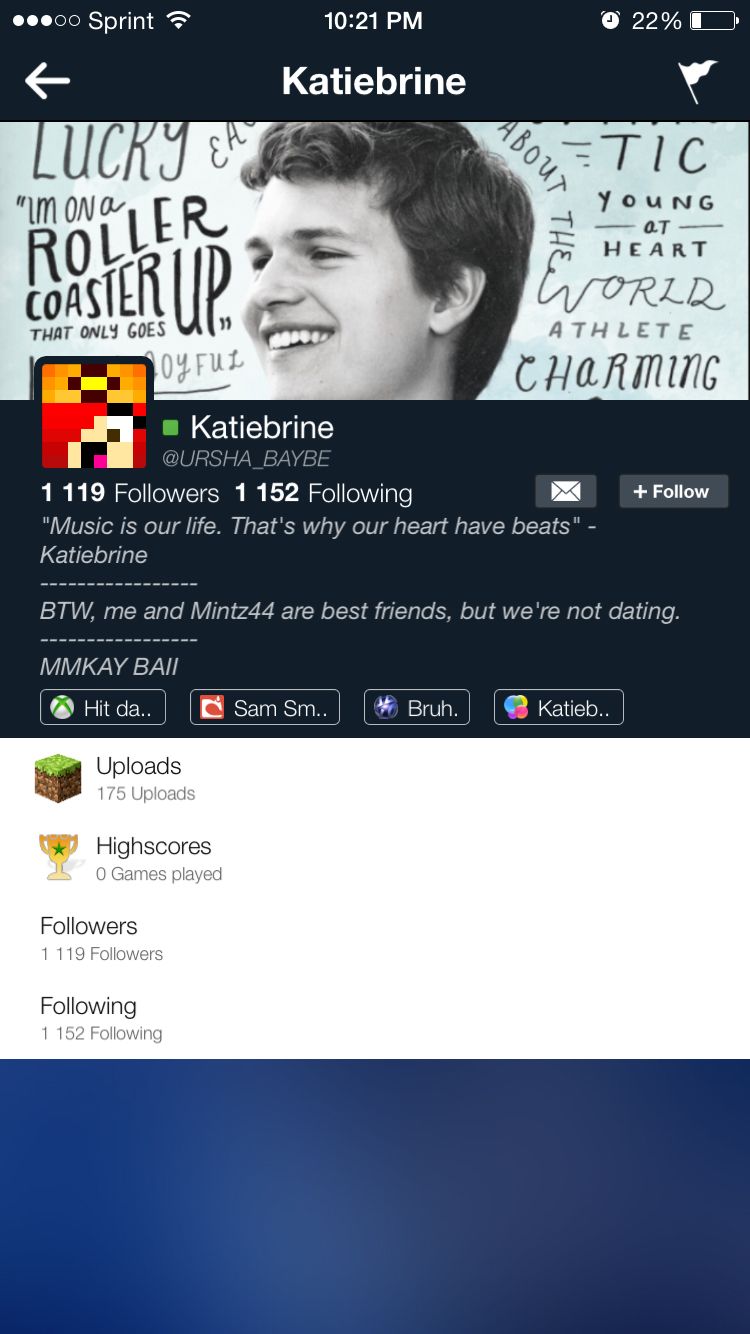 Sprint 10:21 PM 22%
Katiebrine
LUCKY
ABOUT THE
TIC
"IM ON A
ROLLER
COASTER
THAT ONLY GOES UP"
JOYFUL
YOUNG
at
HEART
WORLD
ATHLETE
CHARMING
Katiebrine
@URSHA_BAYBE
1 119 Followers 1 152 Following
+ Follow
"Music is our life. That's why our heart have beats" -
Katiebrine
-----------------
BTW, me and Mintz44 are best friends, but we're not dating.
-----------------
MMKAY BAII
Hit da.. Sam Sm.. Bruh. Katieb..
Uploads
175 Uploads
Highscores
0 Games played
Followers
1 119 Followers
Following
1 152 Following